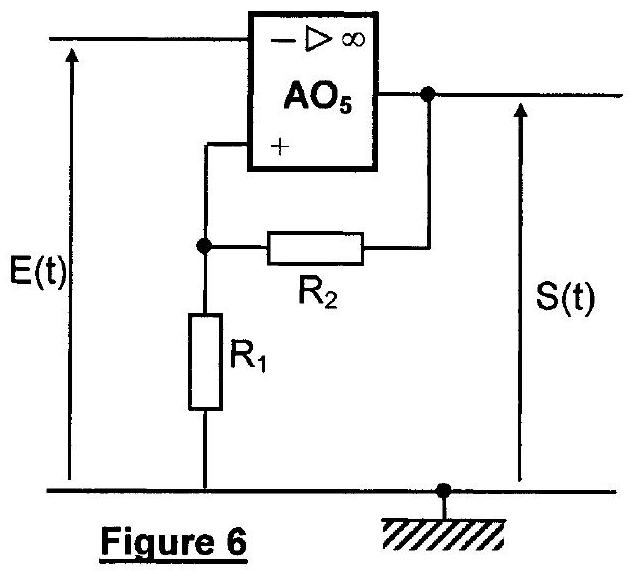 − ▷ ∞
AO₅
+
E(t)
R₂
S(t)
R₁
Figure 6